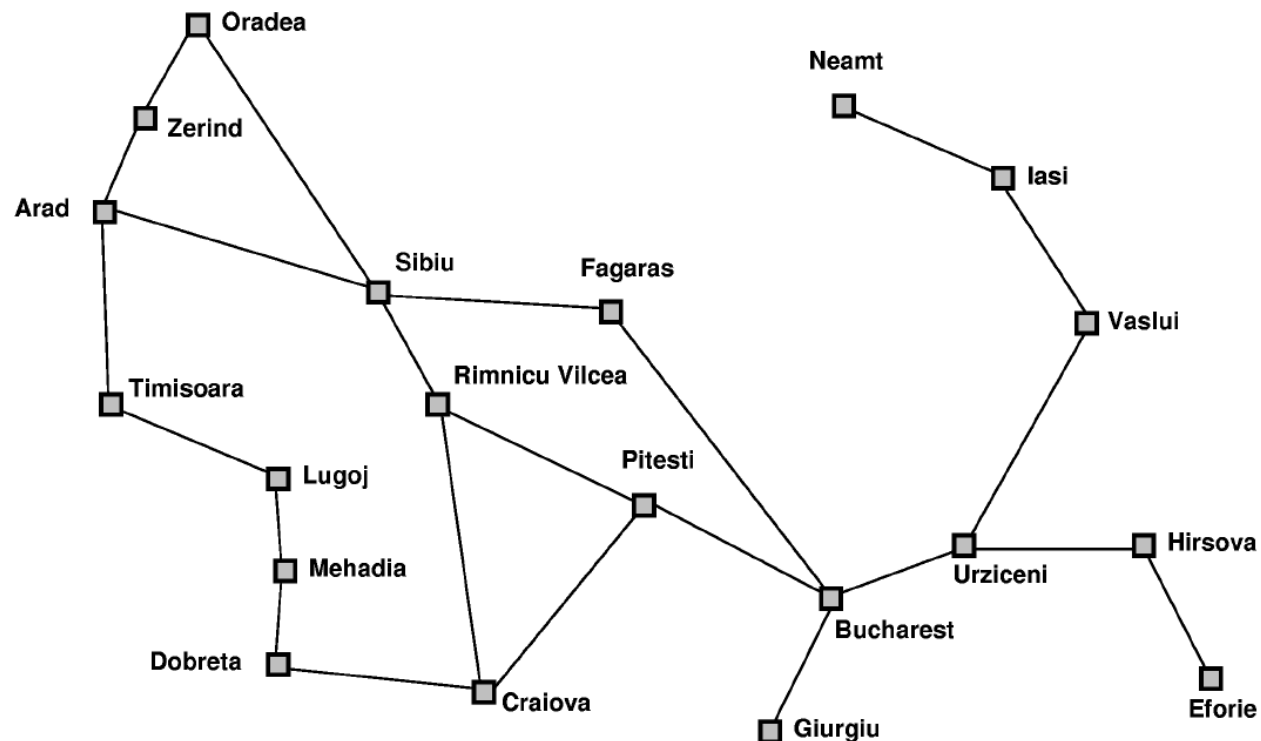 Oradea
Neamt
Zerind
Iasi
Arad
Sibiu
Fagaras
Vaslui
Timisoara
Rimnicu Vilcea
Pitesti
Lugoj
Hirsova
Mehadia
Urziceni
Bucharest
Dobreta
Craiova
Eforie
Giurgiu